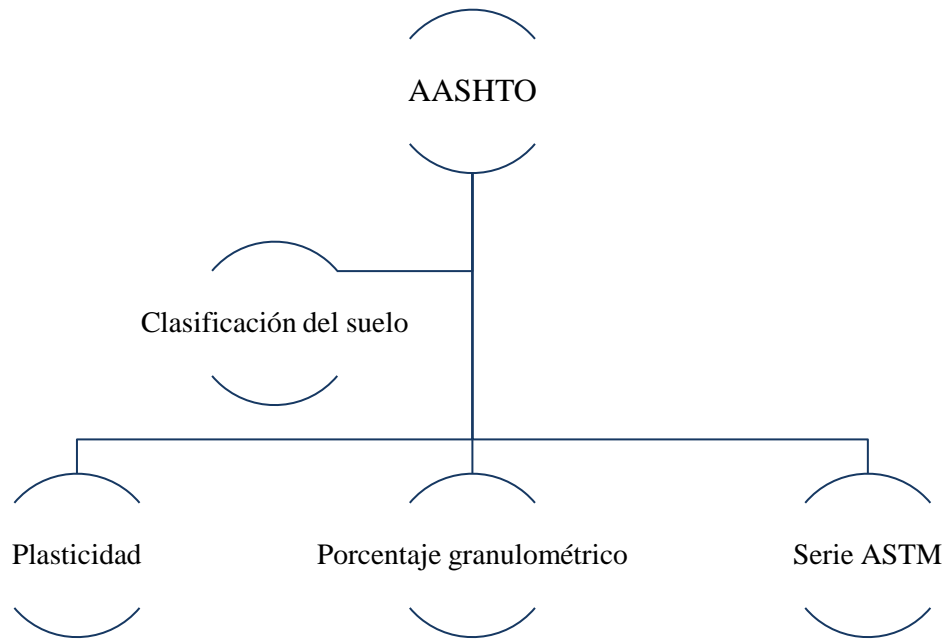 AASHTO
Clasificación del suelo
Plasticidad
Porcentaje granulométrico
Serie ASTM